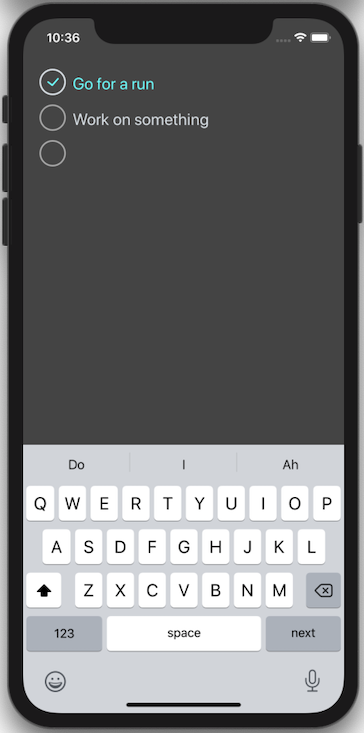 10:36
Go for a run
Work on something
Do I Ah
Q W E R T Y U I O P
A S D F G H J K L
Z X C V B N M
123 space next